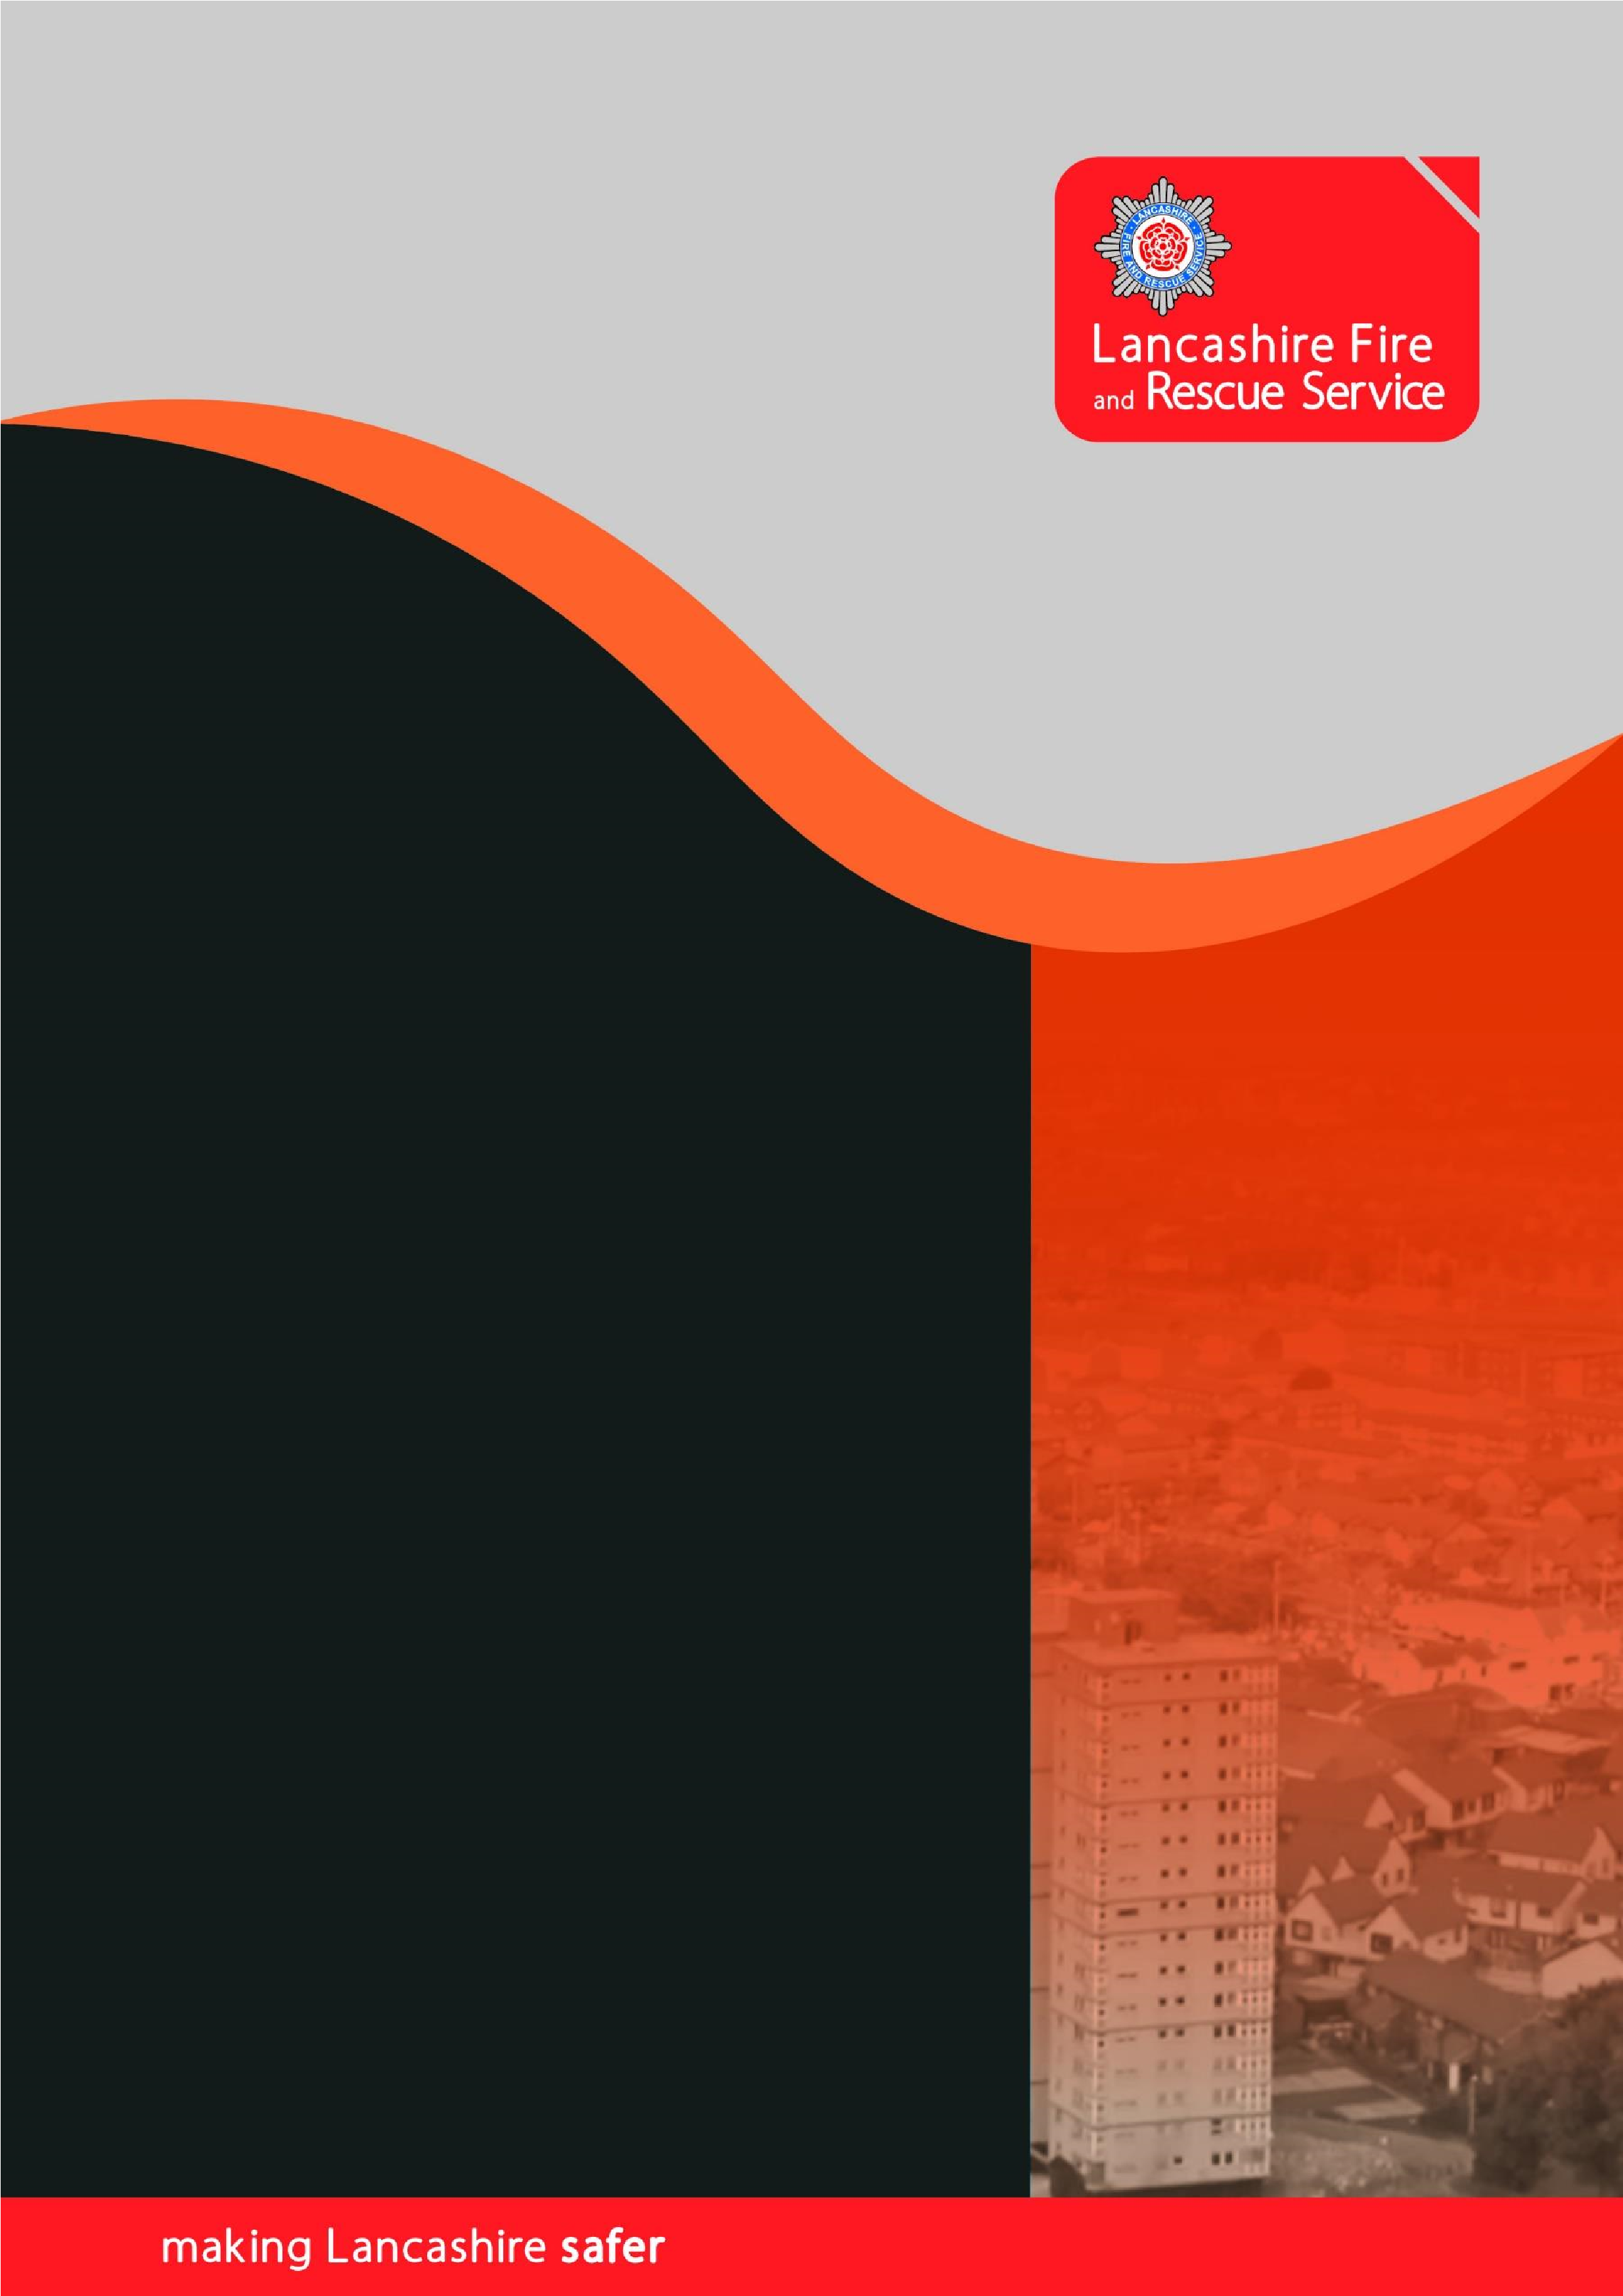 LANCASHIRE
FIRE AND RESCUE SERVICE
Lancashire Fire
and Rescue Service
making Lancashire safer